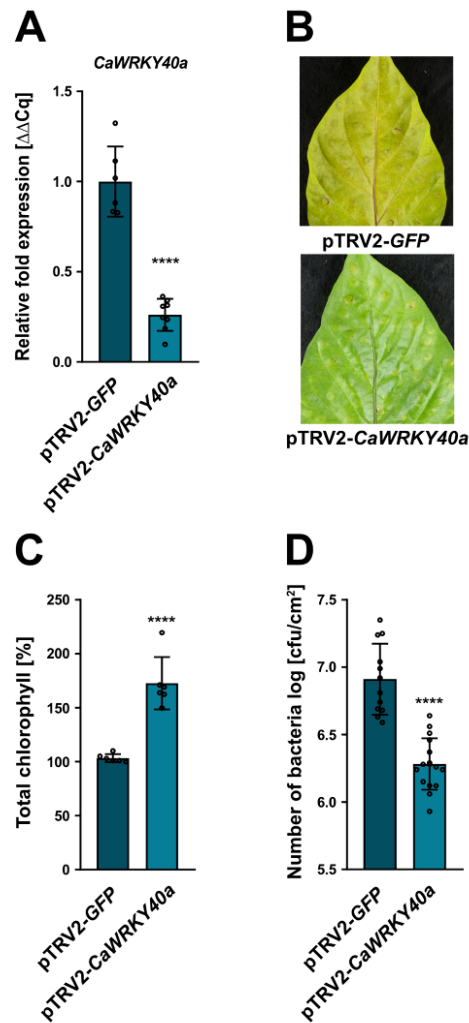 A
CaWRKY40a
Relative fold expression [ΔΔCq]
1.5
1.0
0.5
0.0
****
pTRV2-GFP
pTRV2-CaWRKY40a
B
pTRV2-GFP
pTRV2-CaWRKY40a
C
Total chlorophyll [%]
250
200
150
100
50
0
****
pTRV2-GFP
pTRV2-CaWRKY40a
D
Number of bacteria log [cfu/cm²]
7.5
7.0
6.5
6.0
5.5
****
pTRV2-GFP
pTRV2-CaWRKY40a